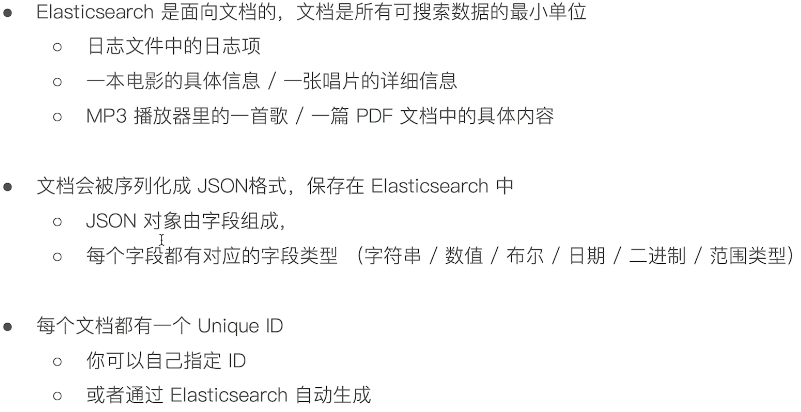 ● Elasticsearch 是面向文档的，文档是所有可搜索数据的最小单位
○ 日志文件中的日志项
○ 一本电影的具体信息 / 一张唱片的详细信息
○ MP3 播放器里的一首歌 / 一篇 PDF 文档中的具体内容
● 文档会被序列化成 JSON格式，保存在 Elasticsearch 中
○ JSON 对象由字段组成，
○ 每个字段都有对应的字段类型 （字符串 / 数值 / 布尔 / 日期 / 二进制 / 范围类型）
● 每个文档都有一个 Unique ID
○ 你可以自己指定 ID
○ 或者通过 Elasticsearch 自动生成